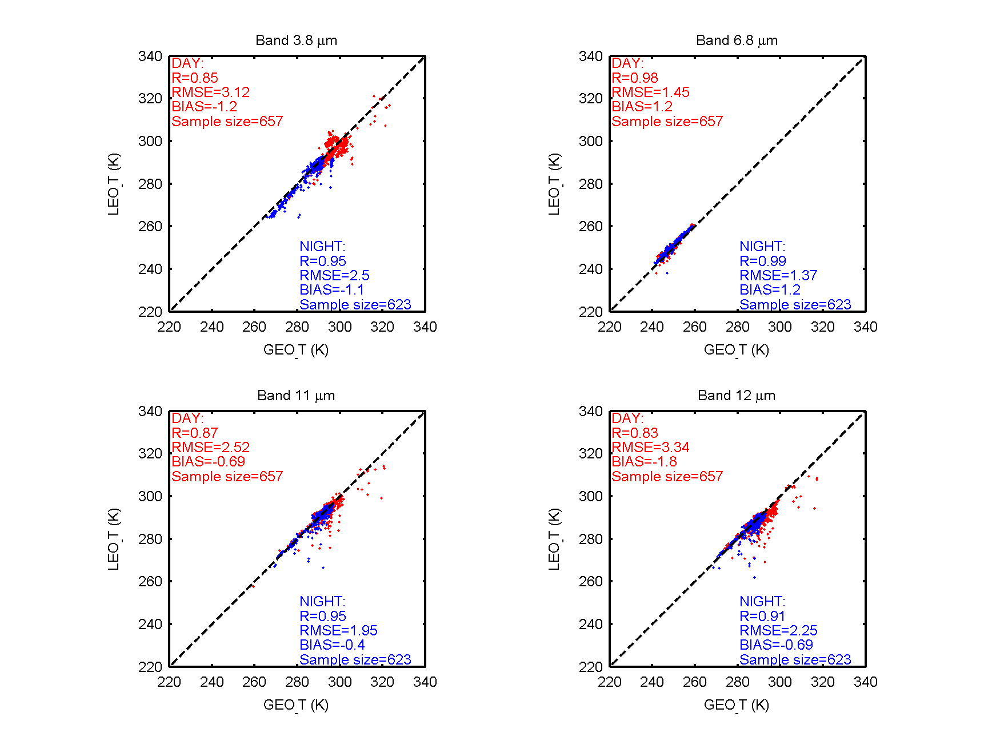 Band 3.8 μm
340
320
300
280
260
240
220
220 240 260 280 300 320 340
LEO_T (K)
GEO_T (K)
DAY:
R=0.85
RMSE=3.12
BIAS=-1.2
Sample size=657
NIGHT:
R=0.95
RMSE=2.5
BIAS=-1.1
Sample size=623
Band 6.8 μm
340
320
300
280
260
240
220
220 240 260 280 300 320 340
LEO_T (K)
GEO_T (K)
DAY:
R=0.98
RMSE=1.45
BIAS=1.2
Sample size=657
NIGHT:
R=0.99
RMSE=1.37
BIAS=1.2
Sample size=623
Band 11 μm
340
320
300
280
260
240
220
220 240 260 280 300 320 340
LEO_T (K)
GEO_T (K)
DAY:
R=0.87
RMSE=2.52
BIAS=-0.69
Sample size=657
NIGHT:
R=0.95
RMSE=1.95
BIAS=-0.4
Sample size=623
Band 12 μm
340
320
300
280
260
240
220
220 240 260 280 300 320 340
LEO_T (K)
GEO_T (K)
DAY:
R=0.83
RMSE=3.34
BIAS=-1.8
Sample size=657
NIGHT:
R=0.91
RMSE=2.25
BIAS=-0.69
Sample size=623